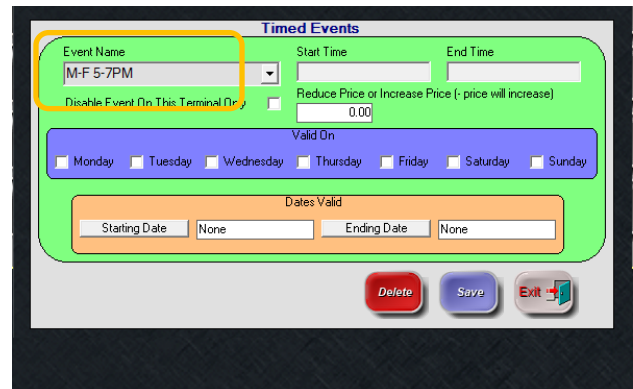 Timed Events
Event Name
Start Time
End Time
M-F 5-7PM
Disable Event On This Terminal Only
Reduce Price or Increase Price (- price will increase)
0.00
Valid On
Monday Tuesday Wednesday Thursday Friday Saturday Sunday
Dates Valid
Starting Date None Ending Date None
Delete Save Exit